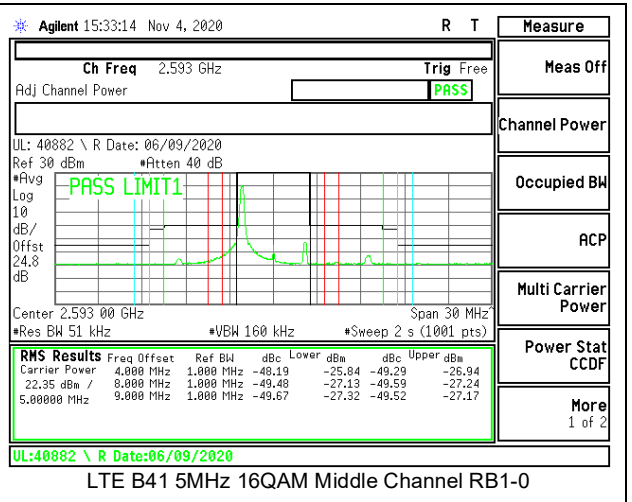 Agilent 15:33:14 Nov 4, 2020 R T Measure
Ch Freq 2.593 GHz Trig Free
Meas Off
Adj Channel Power PASS
Channel Power
UL: 40882 \ R Date: 06/09/2020
Ref 30 dBm #Atten 40 dB
#Avg
PASS LIMIT1
Occupied BW
Log
10
dB/
ACP
Offst
24.8
dB
Multi Carrier
Power
Center 2.593 00 GHz Span 30 MHz^
#Res BW 51 kHz #VBW 160 kHz #Sweep 2 s (1001 pts)
Power Stat
CCDF
RMS Results Freq Offset Ref BW dBc Lower dBm dBc Upper dBm
Carrier Power 4.000 MHz 1.000 MHz -48.19 -25.84 -49.29 -26.94
22.35 dBm / 8.000 MHz 1.000 MHz -49.48 -27.13 -49.59 -27.24
5.00000 MHz 9.000 MHz 1.000 MHz -49.67 -27.32 -49.52 -27.17
More
1 of 2
UL:40882 \ R Date:06/09/2020
LTE B41 5MHz 16QAM Middle Channel RB1-0